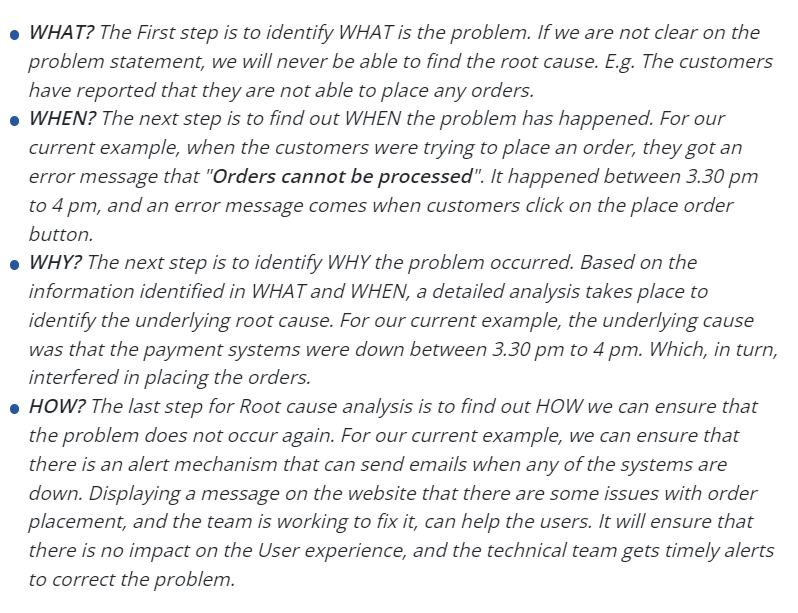 WHAT? The First step is to identify WHAT is the problem. If we are not clear on the
problem statement, we will never be able to find the root cause. E.g. The customers
have reported that they are not able to place any orders.
WHEN? The next step is to find out WHEN the problem has happened. For our
current example, when the customers were trying to place an order, they got an
error message that "Orders cannot be processed". It happened between 3.30 pm
to 4 pm, and an error message comes when customers click on the place order
button.
WHY? The next step is to identify WHY the problem occurred. Based on the
information identified in WHAT and WHEN, a detailed analysis takes place to
identify the underlying root cause. For our current example, the underlying cause
was that the payment systems were down between 3.30 pm to 4 pm. Which, in turn,
interfered in placing the orders.
HOW? The last step for Root cause analysis is to find out HOW we can ensure that
the problem does not occur again. For our current example, we can ensure that
there is an alert mechanism that can send emails when any of the systems are
down. Displaying a message on the website that there are some issues with order
placement, and the team is working to fix it, can help the users. It will ensure that
there is no impact on the User experience, and the technical team gets timely alerts
to correct the problem.